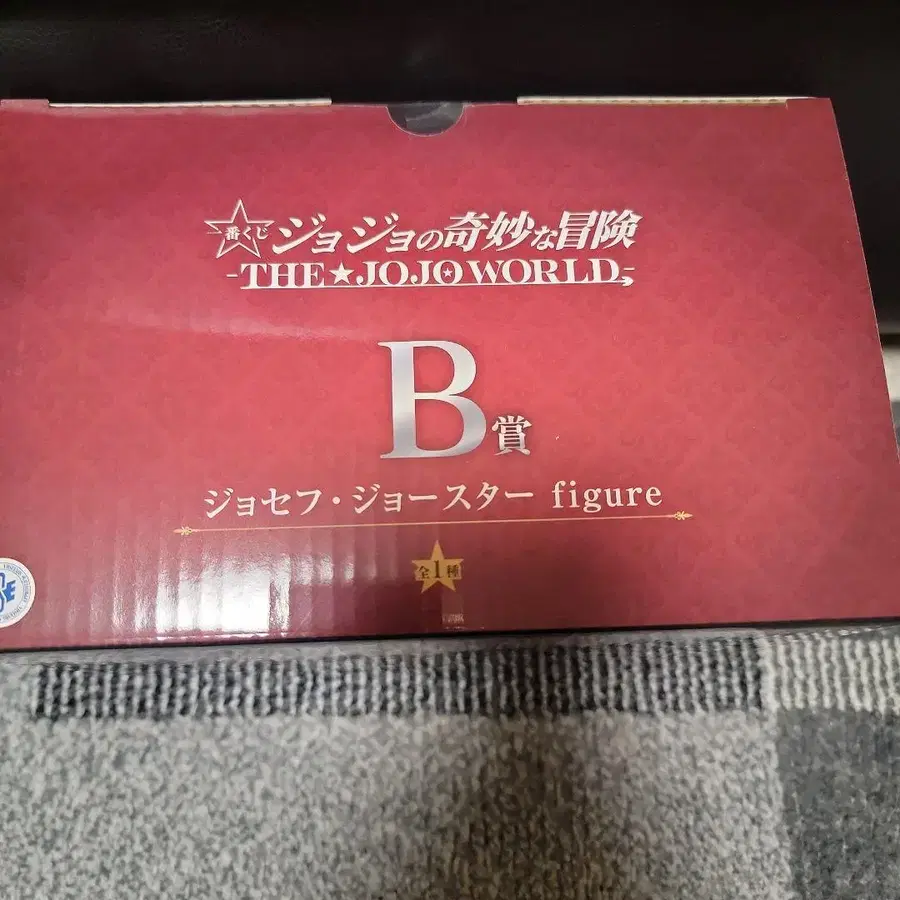 一番くじ ジョジョの奇妙な冒険
-THE★JOJO WORLD-
B賞
ジョセフ・ジョースター figure
全1種